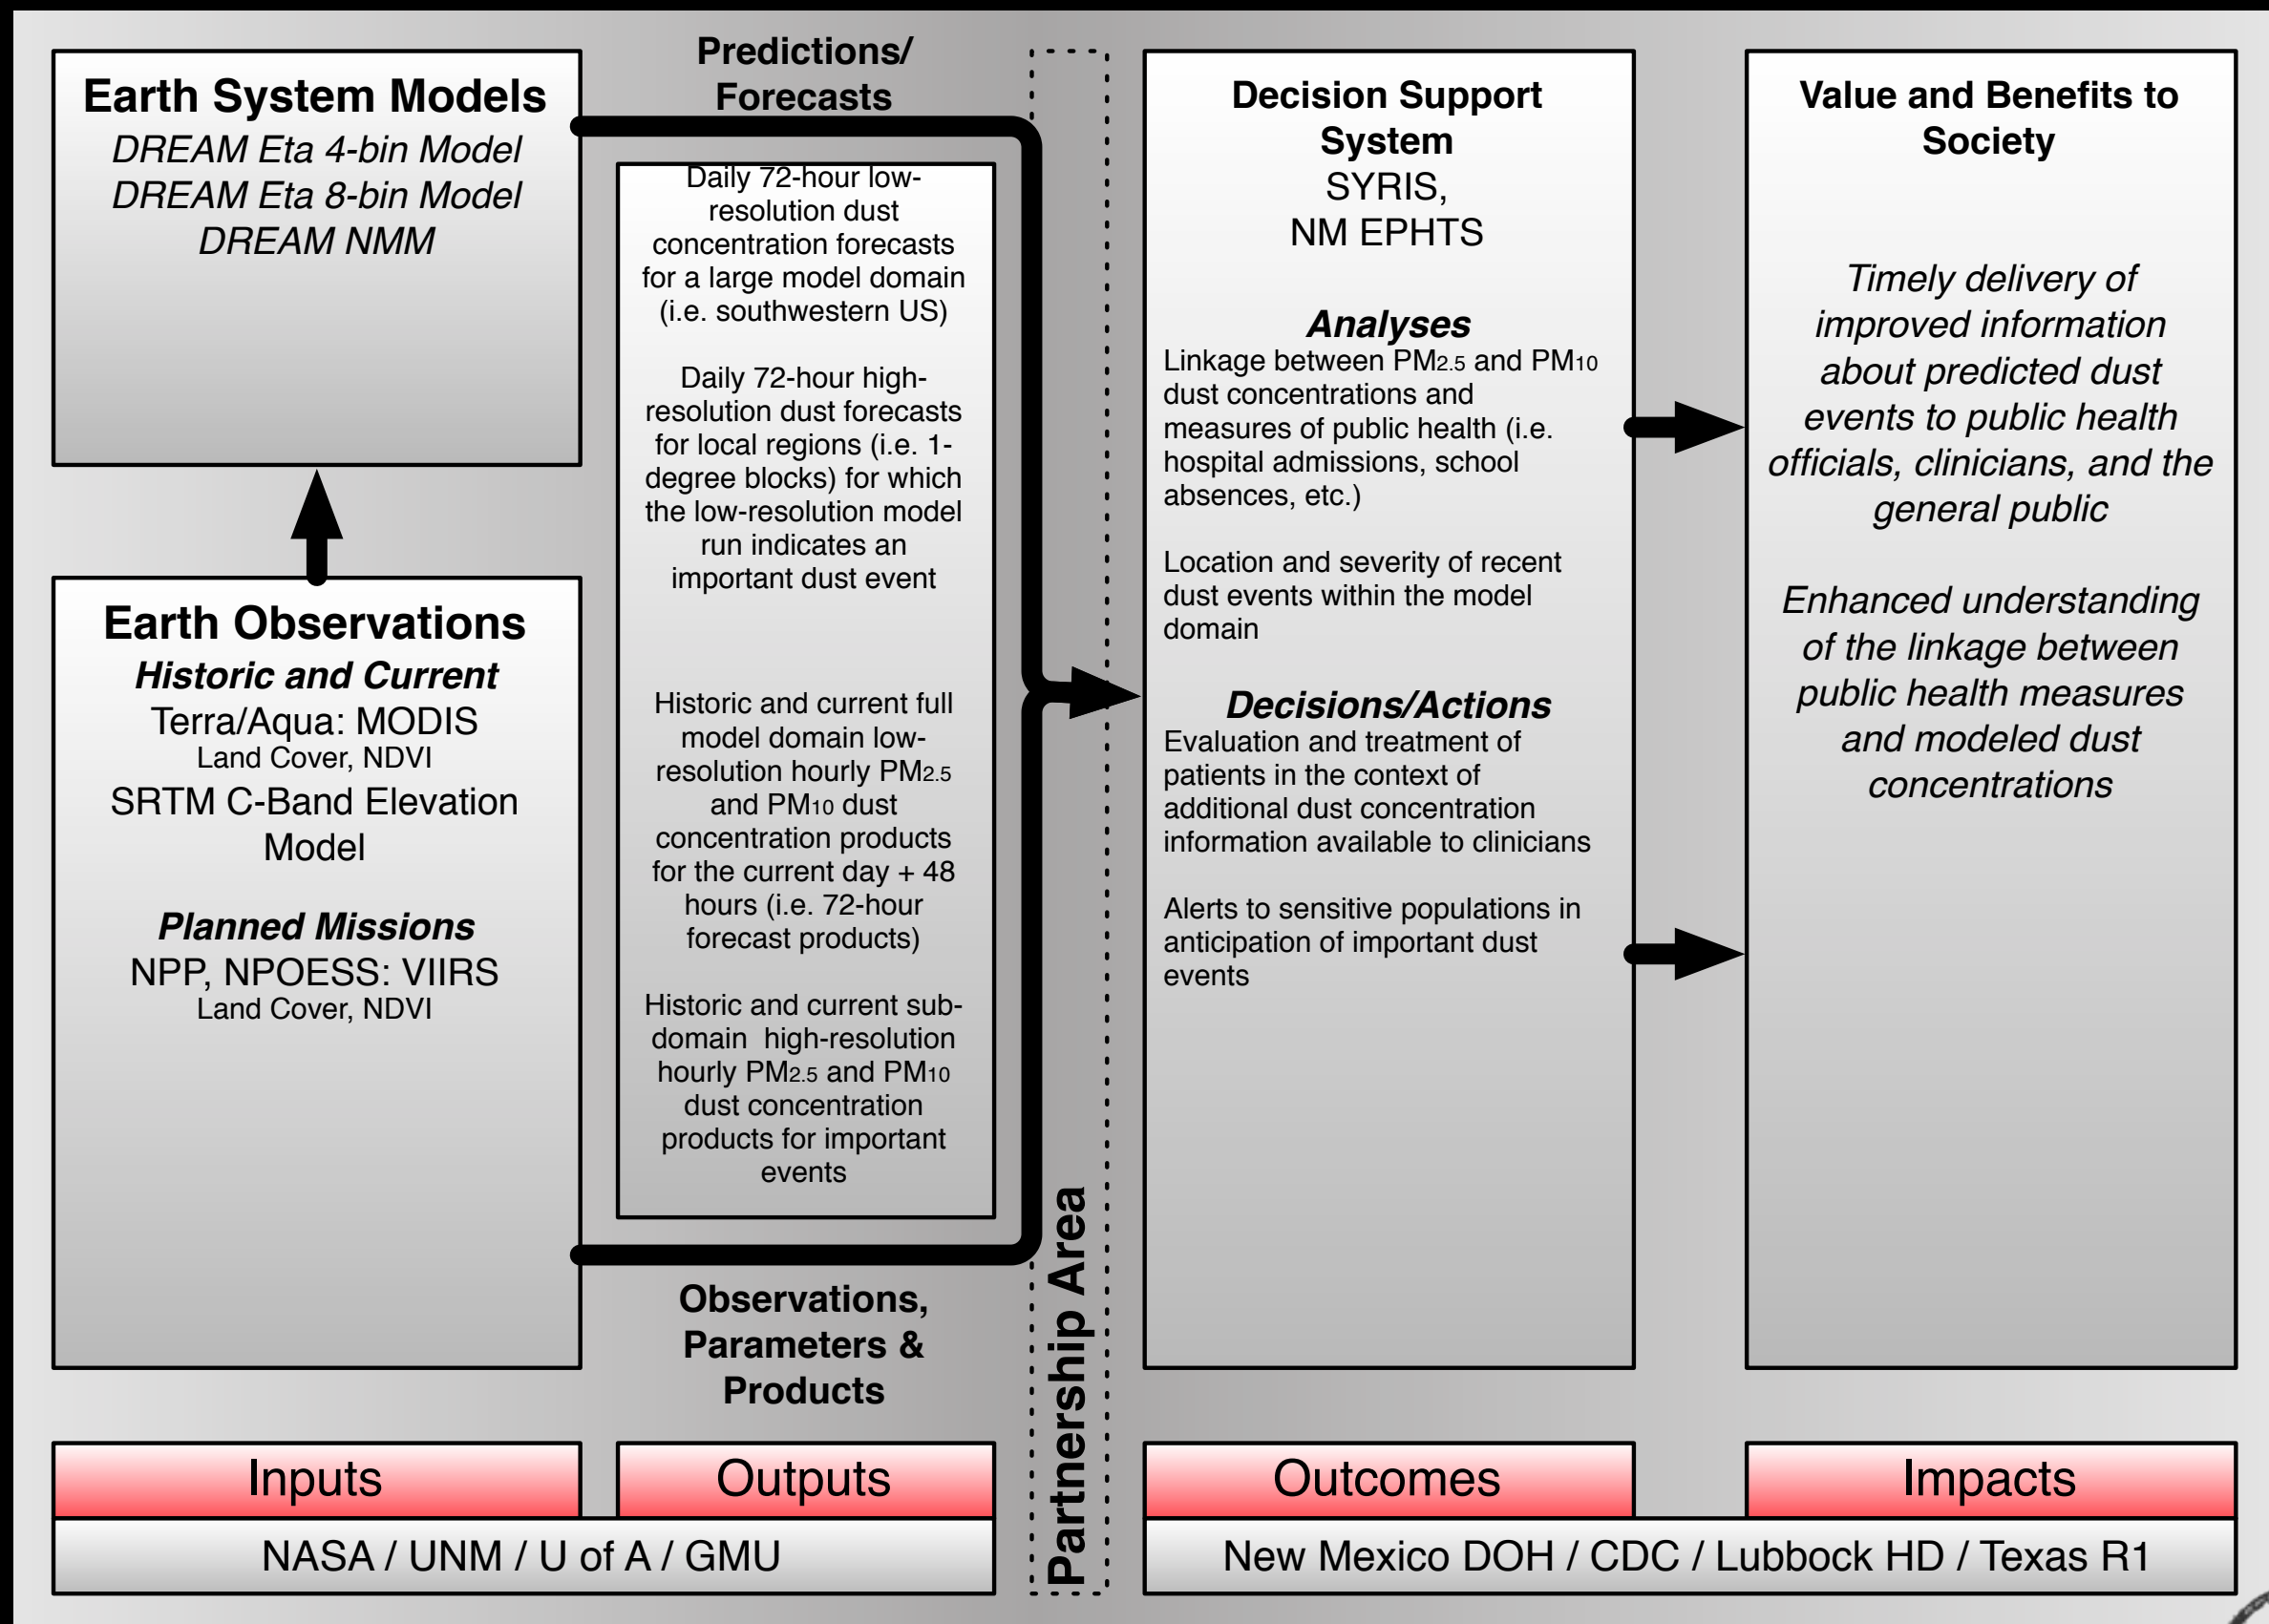 Earth System Models
DREAM Eta 4-bin Model
DREAM Eta 8-bin Model
DREAM NMM
Earth Observations
Historic and Current
Terra/Aqua: MODIS
Land Cover, NDVI
SRTM C-Band Elevation
Model
Planned Missions
NPP, NPOESS: VIIRS
Land Cover, NDVI
Predictions/
Forecasts
Daily 72-hour low-
resolution dust
concentration forecasts
for a large model domain
(i.e. southwestern US)
Daily 72-hour high-
resolution dust forecasts
for local regions (i.e. 1-
degree blocks) for which
the low-resolution model
run indicates an
important dust event
Historic and current full
model domain low-
resolution hourly PM2.5
and PM10 dust
concentration products
for the current day + 48
hours (i.e. 72-hour
forecast products)
Historic and current sub-
domain high-resolution
hourly PM2.5 and PM10
dust concentration
products for important
events
Observations,
Parameters &
Products
Partnership Area
Decision Support
System
SYRIS,
NM EPHTS
Analyses
Linkage between PM2.5 and PM10
dust concentrations and
measures of public health (i.e.
hospital admissions, school
absences, etc.)
Location and severity of recent
dust events within the model
domain
Decisions/Actions
Evaluation and treatment of
patients in the context of
additional dust concentration
information available to clinicians
Alerts to sensitive populations in
anticipation of important dust
events
Value and Benefits to
Society
Timely delivery of
improved information
about predicted dust
events to public health
officials, clinicians, and the
general public
Enhanced understanding
of the linkage between
public health measures
and modeled dust
concentrations
Inputs
Outputs
Outcomes
Impacts
NASA / UNM / U of A / GMU
New Mexico DOH / CDC / Lubbock HD / Texas R1